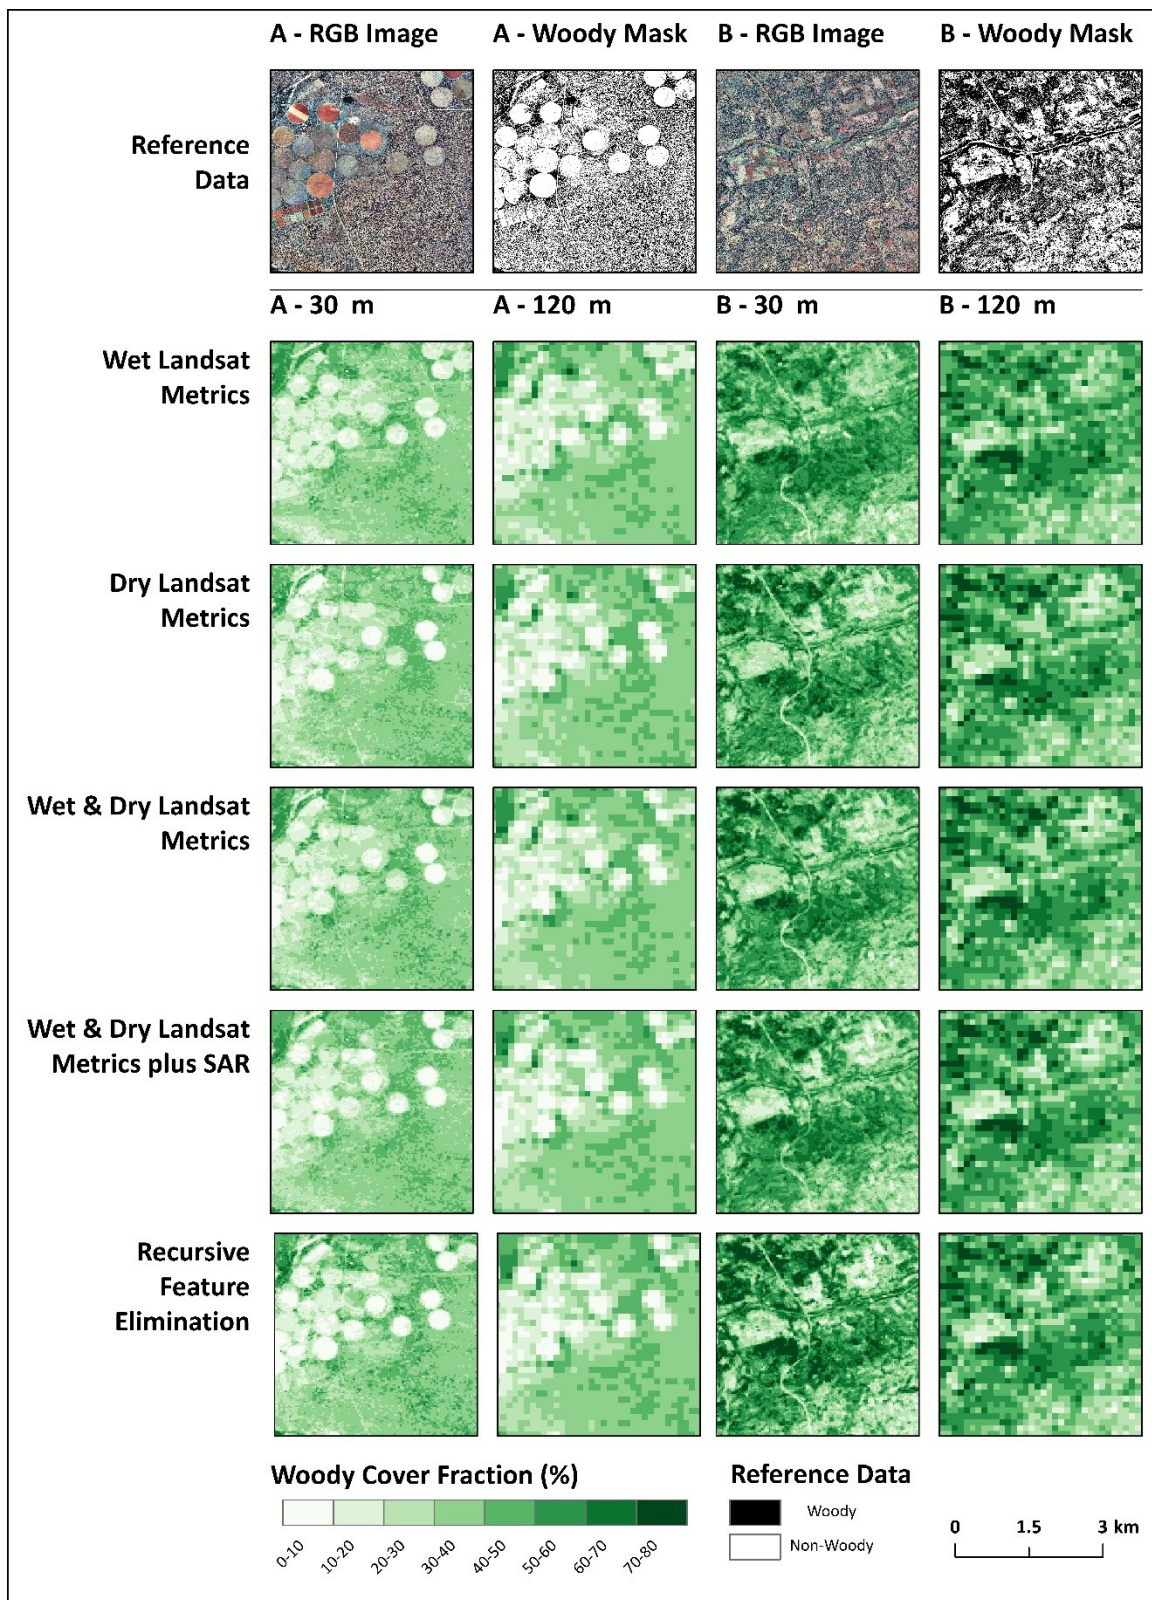 A - RGB Image A - Woody Mask B - RGB Image B - Woody Mask
Reference
Data
A - 30 m A - 120 m B - 30 m B - 120 m
Wet Landsat
Metrics
Dry Landsat
Metrics
Wet & Dry Landsat
Metrics
Wet & Dry Landsat
Metrics plus SAR
Recursive
Feature
Elimination
Woody Cover Fraction (%)
0-10 10-20 20-30 30-40 40-50 50-60 60-70 70-80
Reference Data
Woody
Non-Woody
0 1.5 3 km